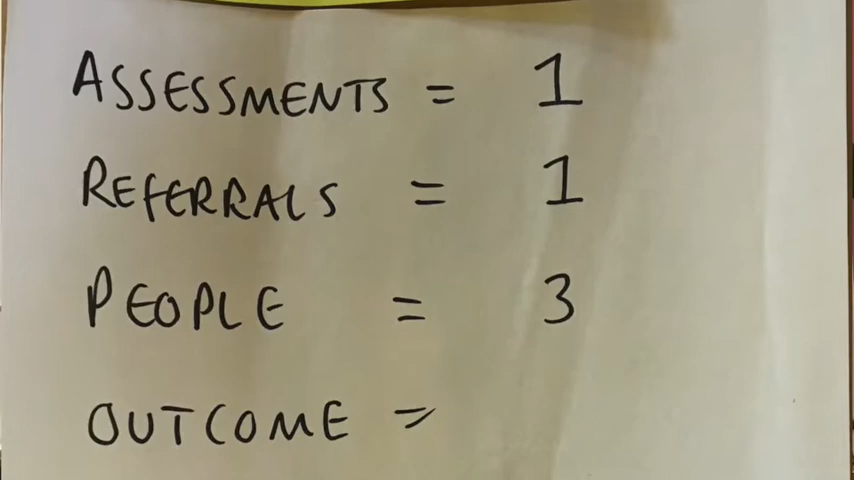 ASSESSMENTS = 1
REFERRALS = 1
PEOPLE = 3
OUTCOME =